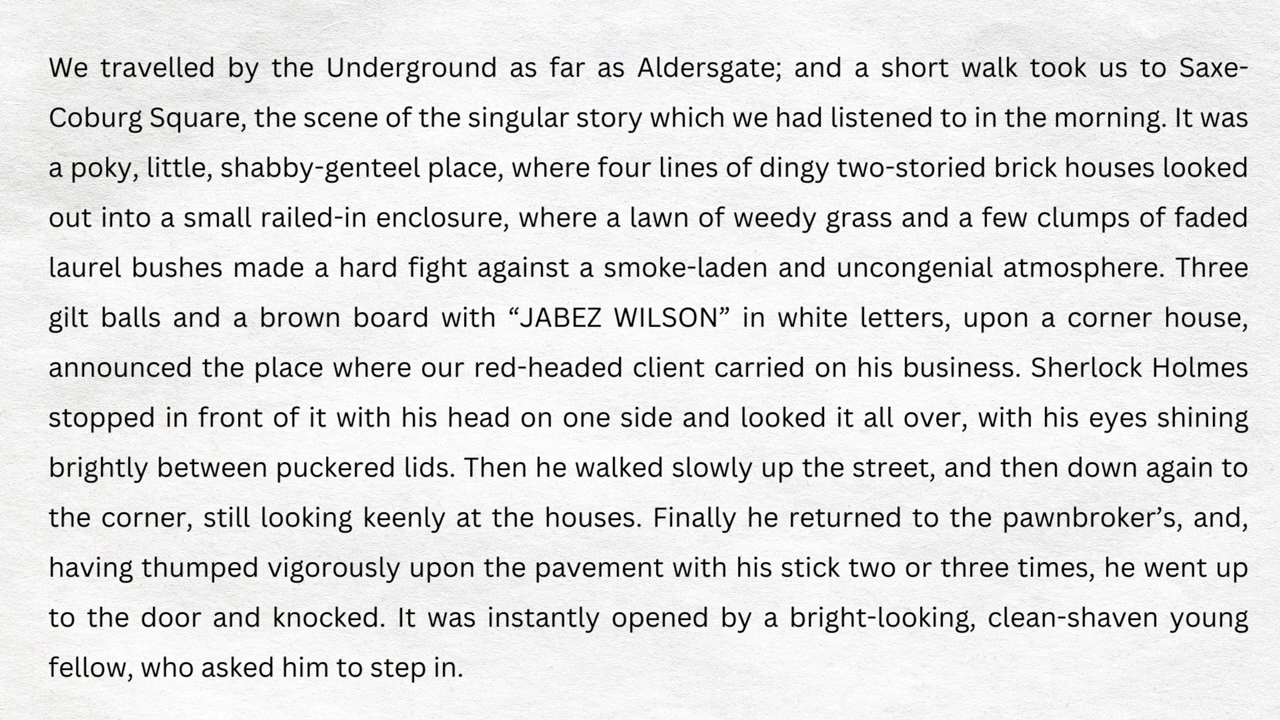 We travelled by the Underground as far as Aldersgate; and a short walk took us to Saxe-
Coburg Square, the scene of the singular story which we had listened to in the morning. It was
a poky, little, shabby-genteel place, where four lines of dingy two-storied brick houses looked
out into a small railed-in enclosure, where a lawn of weedy grass and a few clumps of faded
laurel bushes made a hard fight against a smoke-laden and uncongenial atmosphere. Three
gilt balls and a brown board with “JABEZ WILSON” in white letters, upon a corner house,
announced the place where our red-headed client carried on his business. Sherlock Holmes
stopped in front of it with his head on one side and looked it all over, with his eyes shining
brightly between puckered lids. Then he walked slowly up the street, and then down again to
the corner, still looking keenly at the houses. Finally he returned to the pawnbroker’s, and,
having thumped vigorously upon the pavement with his stick two or three times, he went up
to the door and knocked. It was instantly opened by a bright-looking, clean-shaven young
fellow, who asked him to step in.